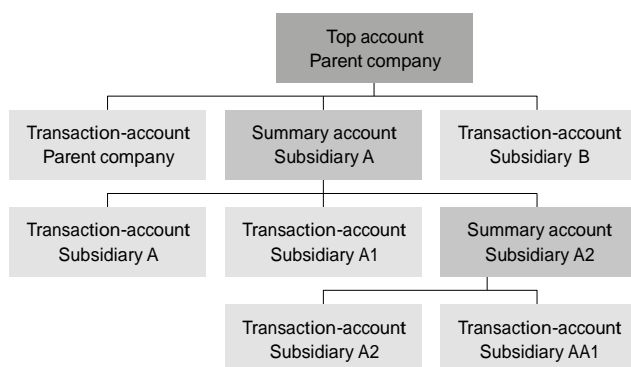 Top account
Parent company
Transaction-account
Parent company
Summary account
Subsidiary A
Transaction-account
Subsidiary B
Transaction-account
Subsidiary A
Transaction-account
Subsidiary A1
Summary account
Subsidiary A2
Transaction-account
Subsidiary A2
Transaction-account
Subsidiary AA1